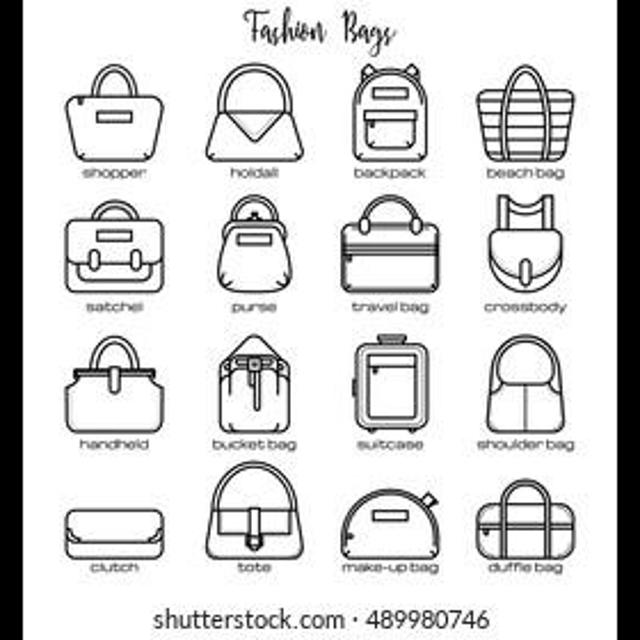 Fashion Bags
shopper holdall backpack beach bag
satchel purse travel bag crossbody
handheld bucket bag suitcase shoulder bag
clutch tote make-up bag duffle bag
shutterstock.com · 489980746